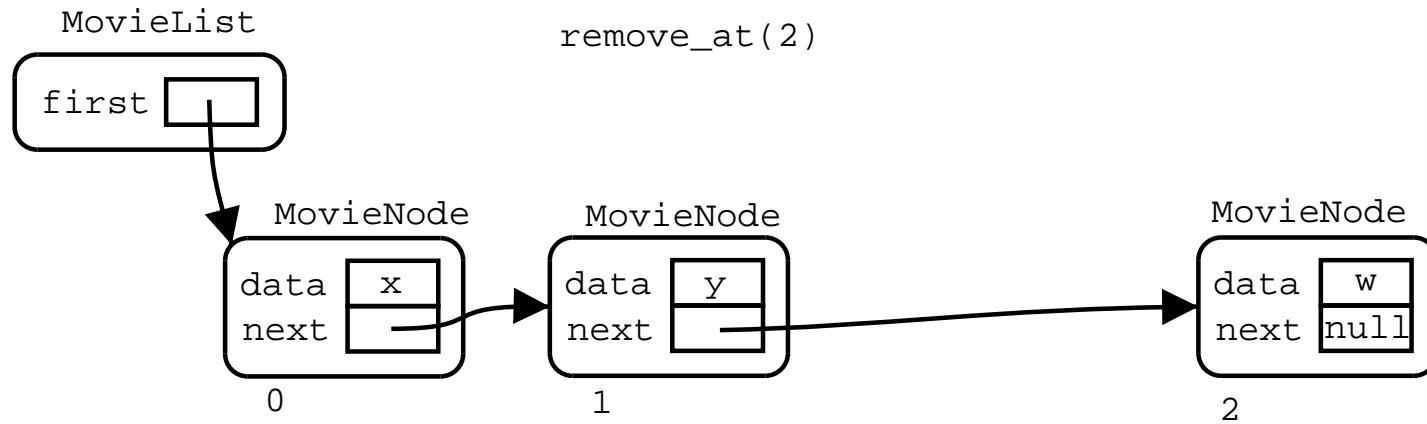 MovieList
remove_at(2)
first
MovieNode
MovieNode
MovieNode
data x
next
data y
next
data w
next null
0
1
2